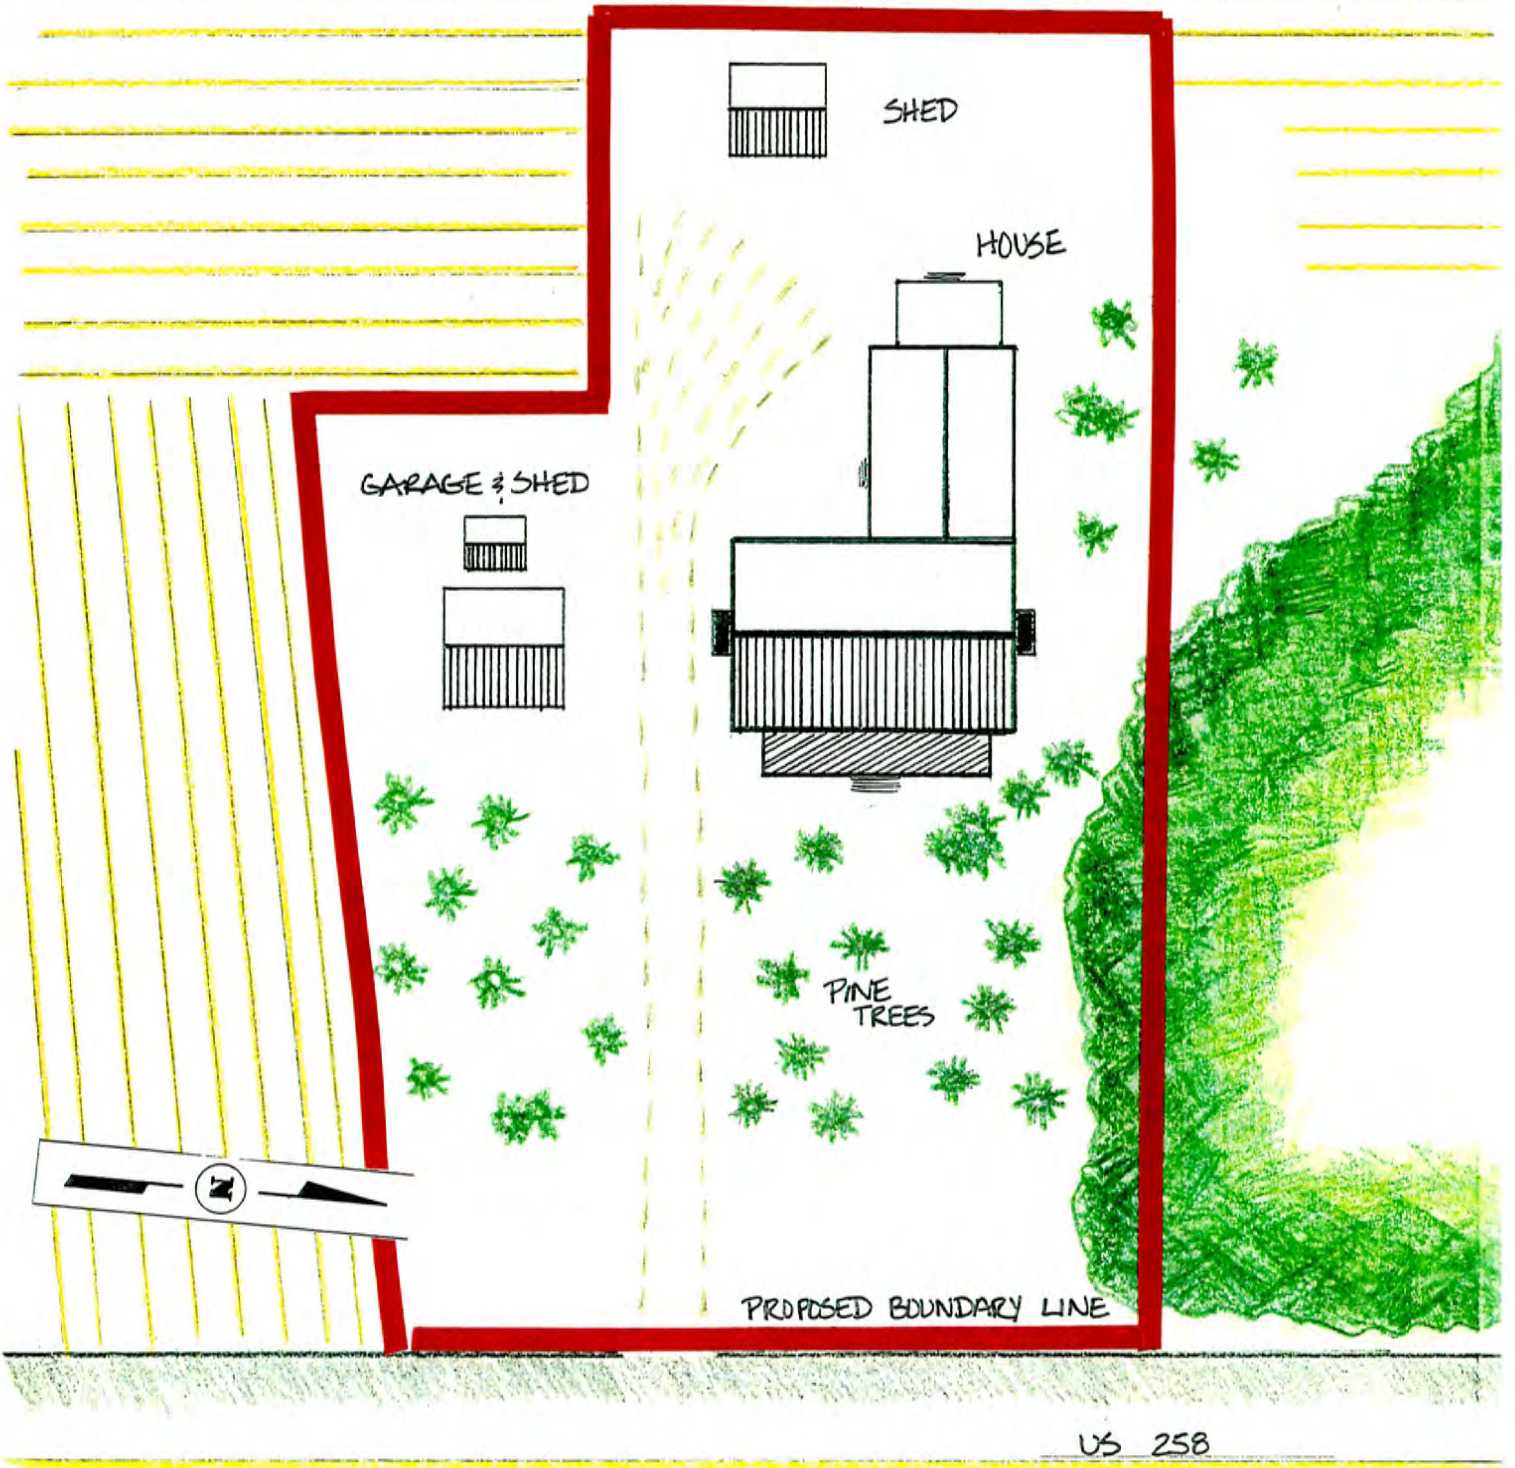 SHED
HOUSE
GARAGE & SHED
PINE
TREES
N
PROPOSED BOUNDARY LINE
US 258